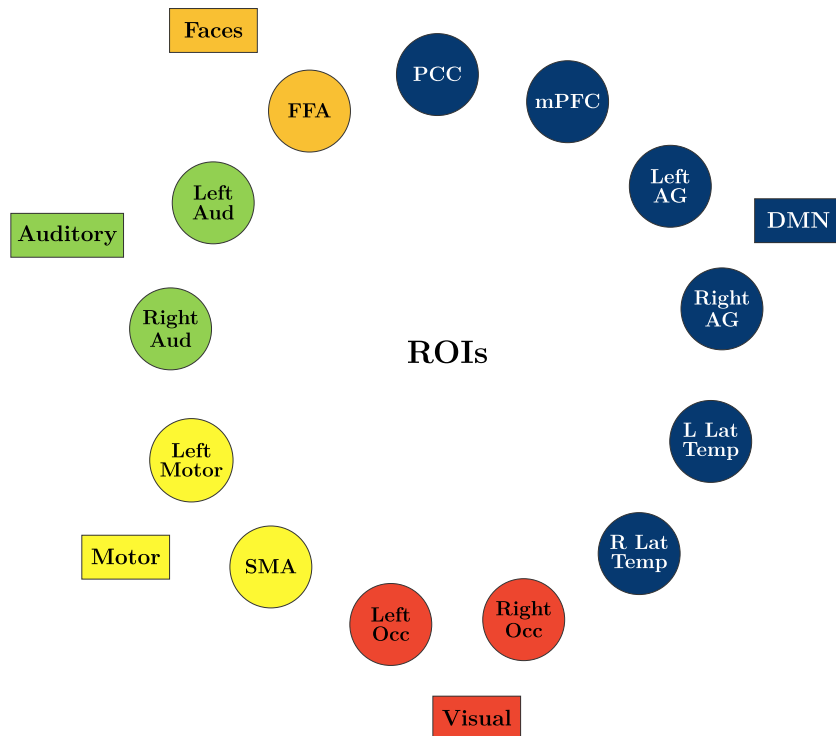 Faces
PCC
mPFC
FFA
Left
AG
Left
Aud
DMN
Auditory
Right
AG
Right
Aud
ROIs
L Lat
Temp
Left
Motor
R Lat
Temp
Motor
SMA
Left
Occ
Right
Occ
Visual